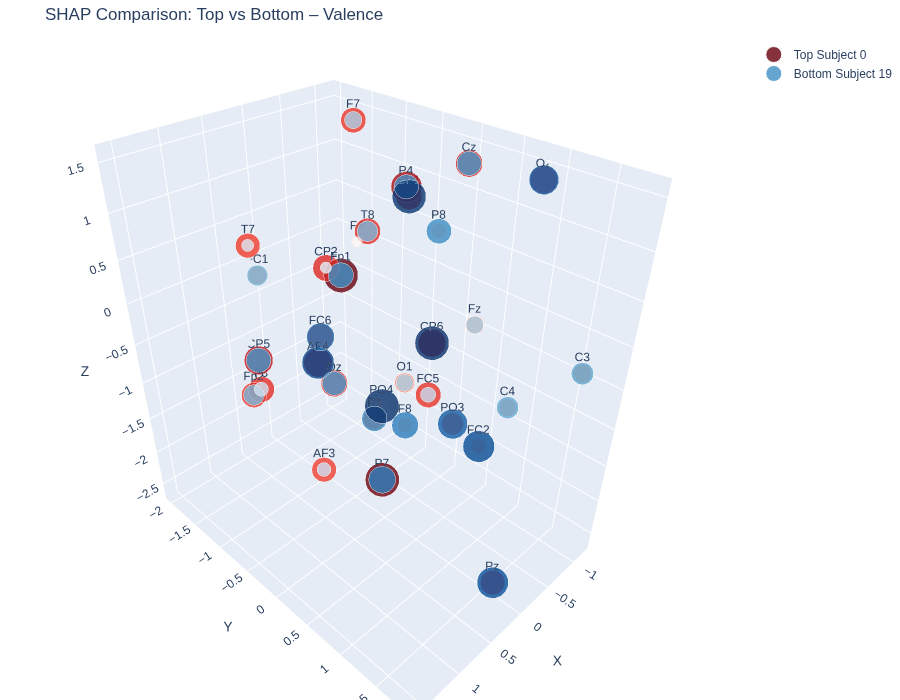 SHAP Comparison: Top vs Bottom – Valence
Top Subject 0
Bottom Subject 19
F7
Cz
P4
P8
T8
T7
CP2
Fp1
Fz
FC6
CP6
C3
CP5
AF4
Oz
O1
FC5
C4
PO4
F8
PO3
FC2
AF3
P7
Pz
1.5
1
0.5
0
−0.5
−1
−1.5
−2
−2.5
Z
−2
−1.5
−1
−0.5
0
0.5
1
Y
−1
−0.5
0
0.5
1
X